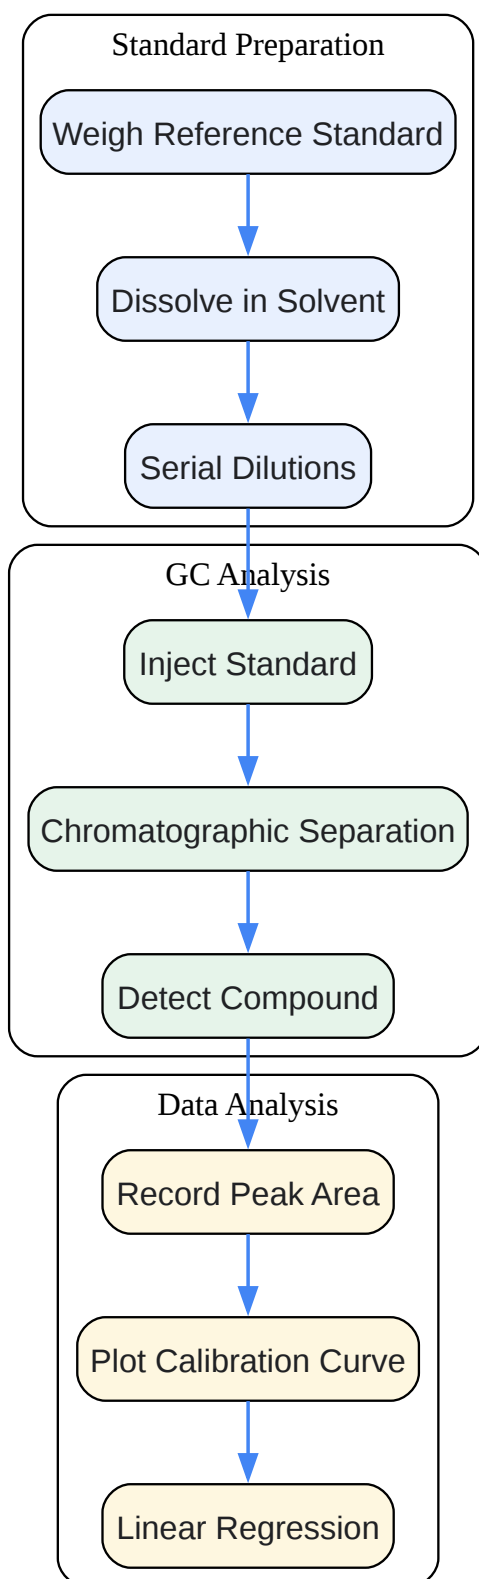 Standard Preparation
Weigh Reference Standard
Dissolve in Solvent
Serial Dilutions
GC Analysis
Inject Standard
Chromatographic Separation
Detect Compound
Data Analysis
Record Peak Area
Plot Calibration Curve
Linear Regression